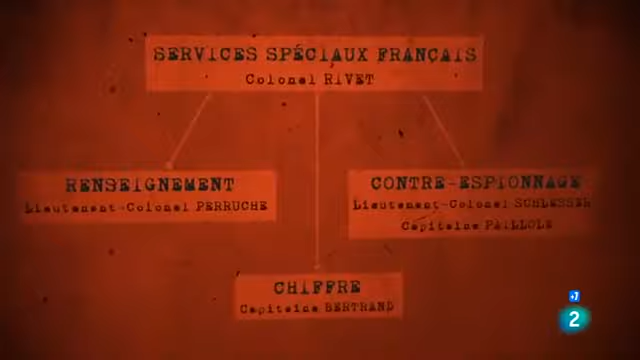 SERVICES SPÉCIAUX FRANÇAIS
Colonel RIVET
RENSEIGNEMENT
Lieutenant-Colonel PERRUCHE
CONTRE-ESPIONNAGE
Lieutenant-Colonel SCHLESSER
Capitaine PAILLOLE
CHIFFRE
Capitaine BERTRAND
+7
2